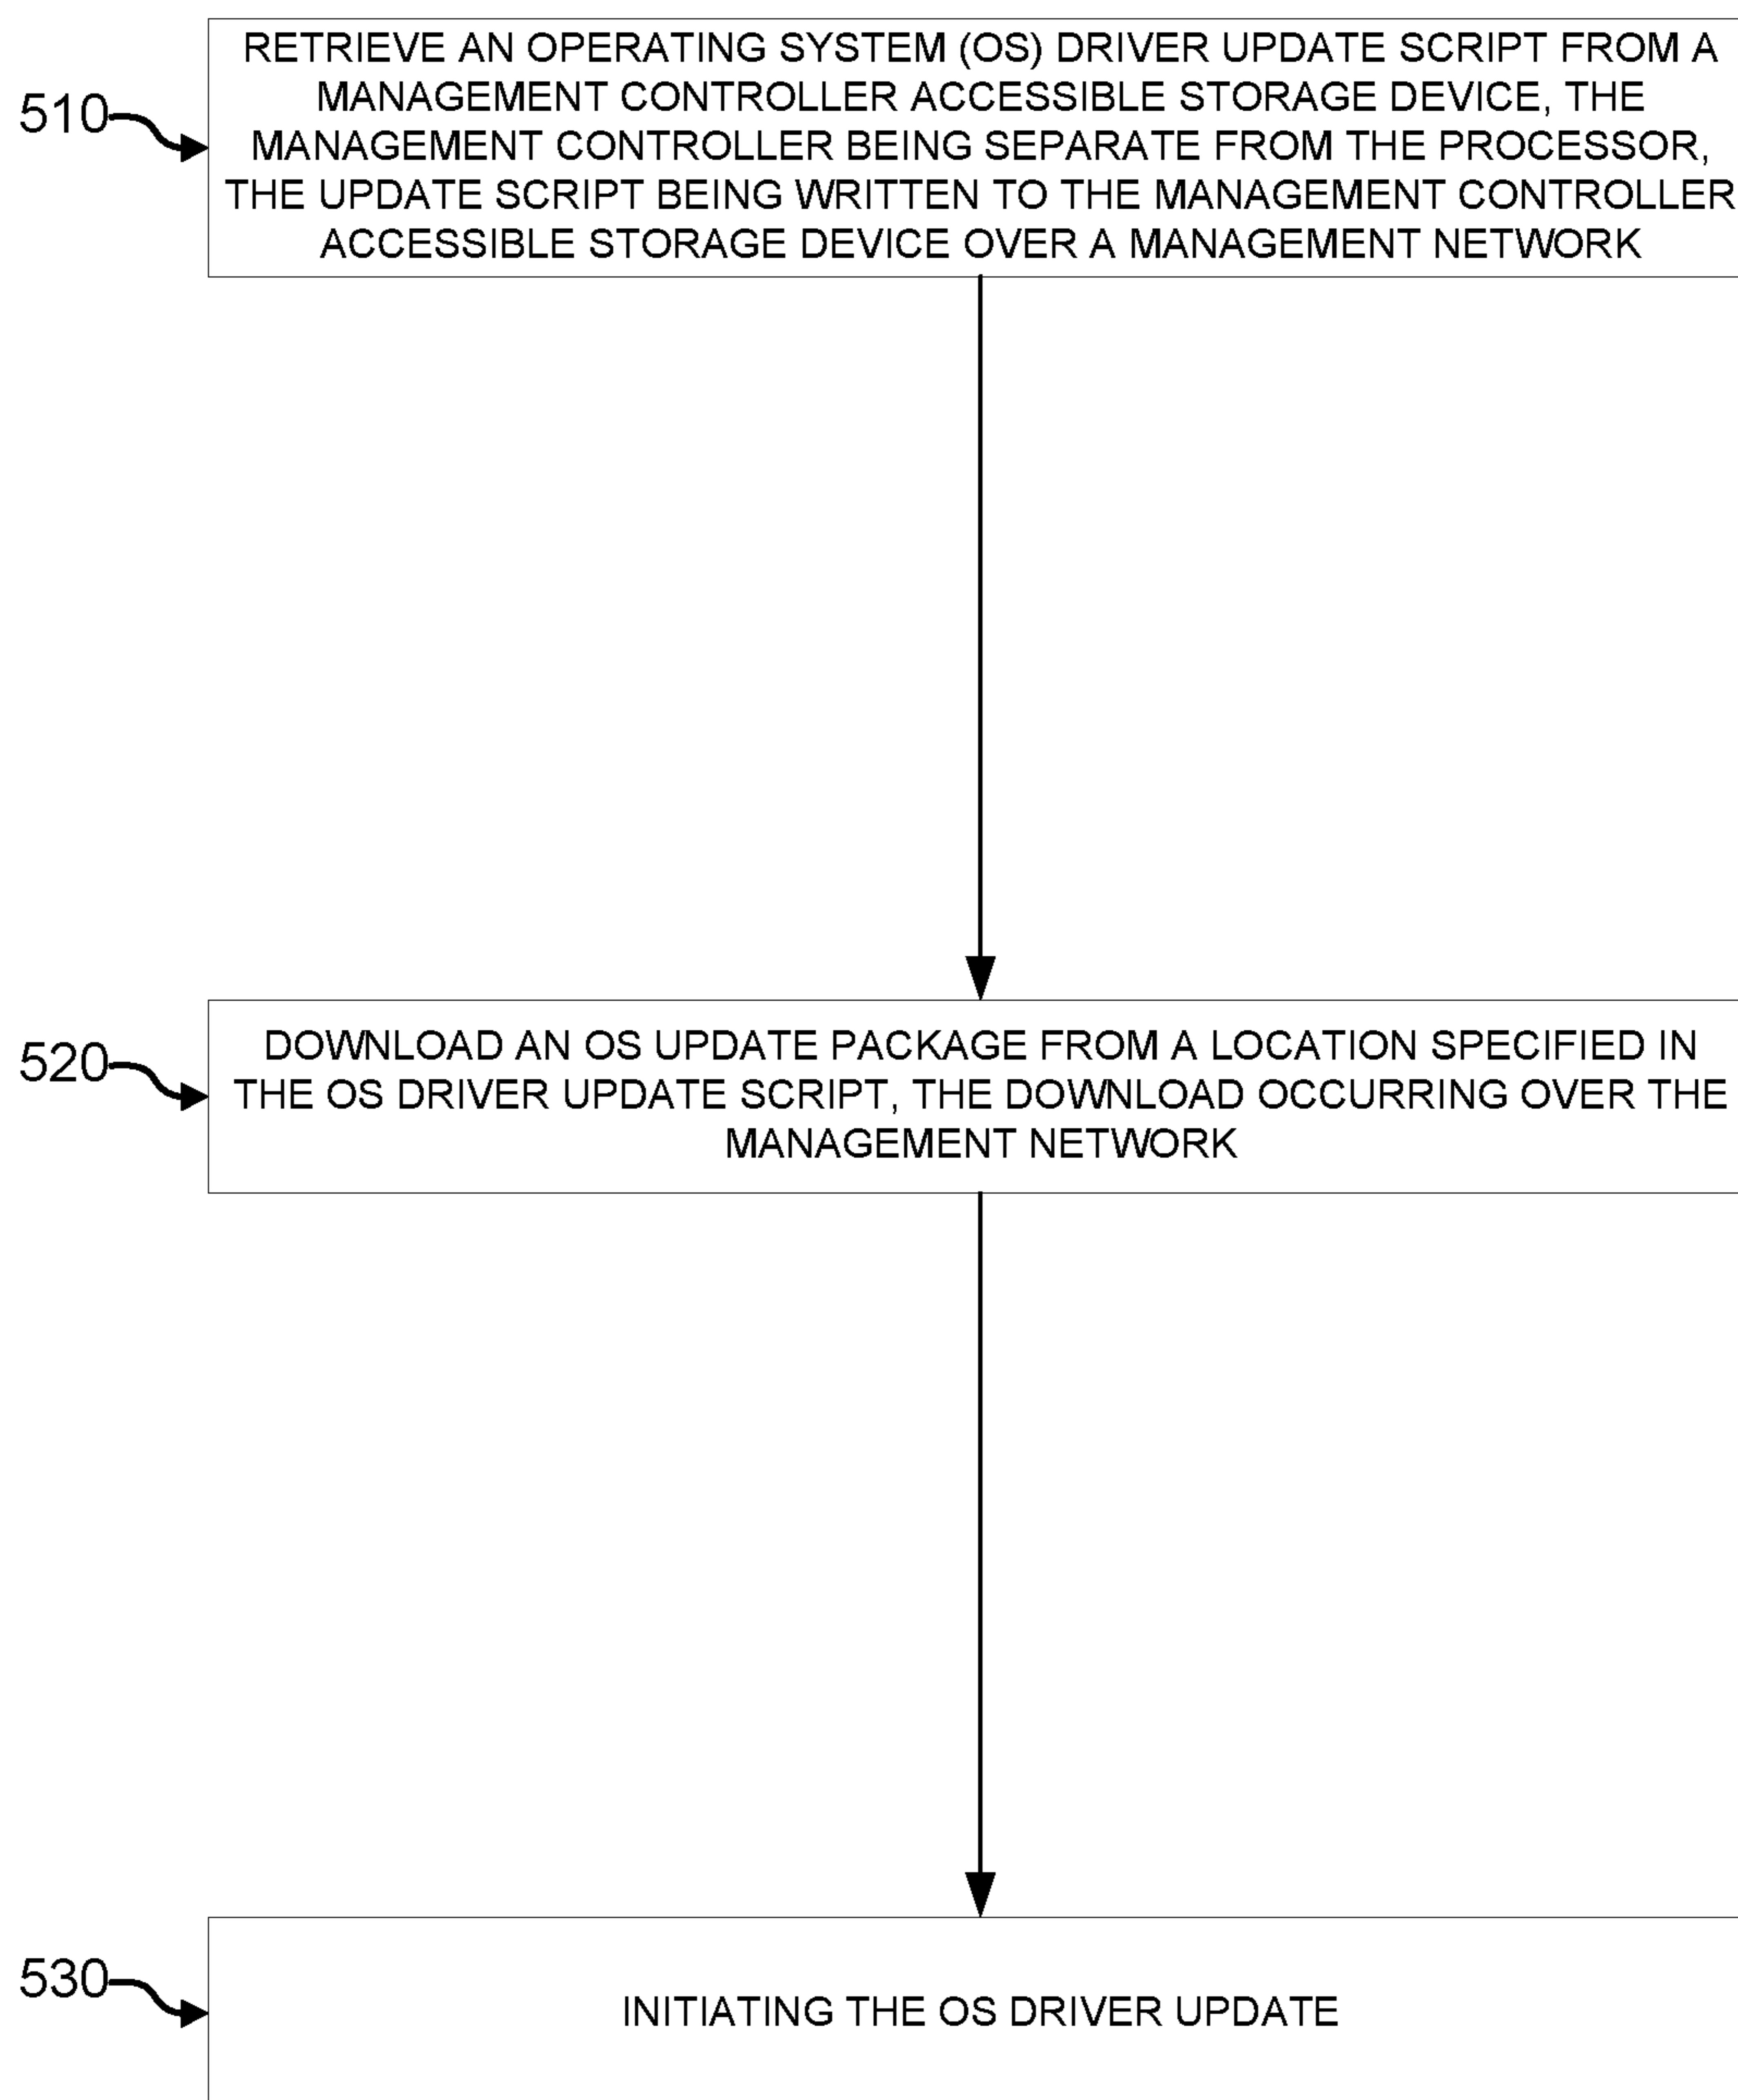 510
RETRIEVE AN OPERATING SYSTEM (OS) DRIVER UPDATE SCRIPT FROM A
MANAGEMENT CONTROLLER ACCESSIBLE STORAGE DEVICE, THE
MANAGEMENT CONTROLLER BEING SEPARATE FROM THE PROCESSOR,
THE UPDATE SCRIPT BEING WRITTEN TO THE MANAGEMENT CONTROLLER
ACCESSIBLE STORAGE DEVICE OVER A MANAGEMENT NETWORK
520
DOWNLOAD AN OS UPDATE PACKAGE FROM A LOCATION SPECIFIED IN
THE OS DRIVER UPDATE SCRIPT, THE DOWNLOAD OCCURRING OVER THE
MANAGEMENT NETWORK
530
INITIATING THE OS DRIVER UPDATE